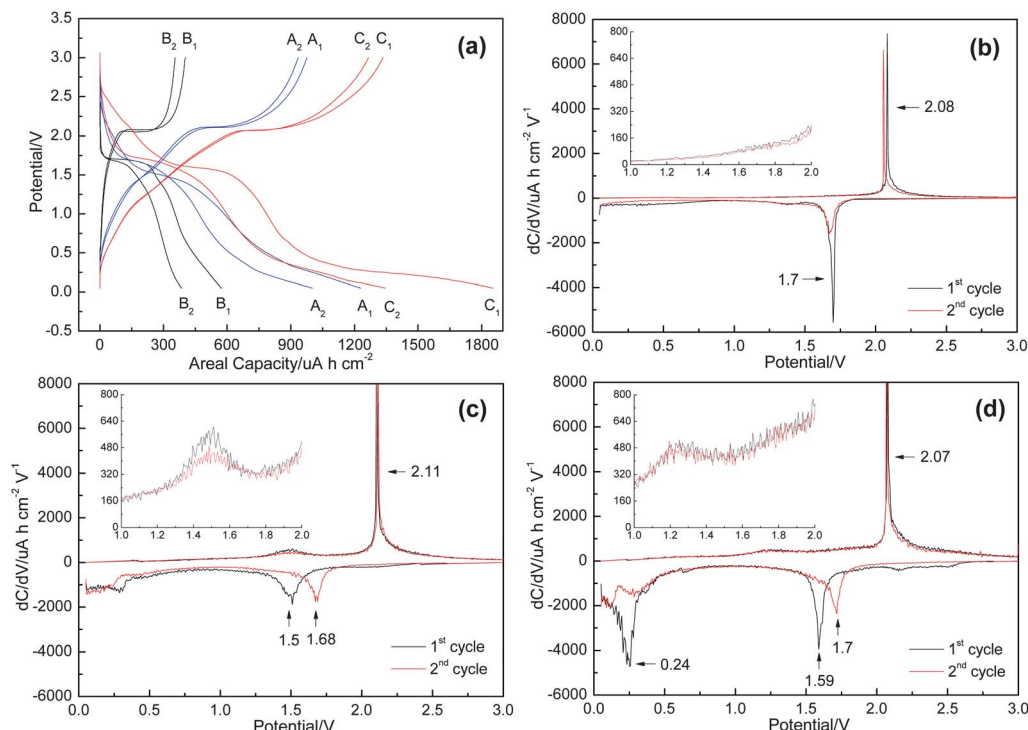 (a)
B2 B1 A2 A1 C2 C1
3.5
3.0
2.5
2.0
1.5
1.0
0.5
0.0
-0.5
Potential/V
B2 B1 A2 A1 C2 C1
0 300 600 900 1200 1500 1800
Areal Capacity/uA h cm-2
(b)
8000
6000
4000
2000
0
-2000
-4000
-6000
dC/dV/uA h cm-2 V-1
800
640
480
320
160
0
1.0 1.2 1.4 1.6 1.8 2.0
2.08
1.7
1st cycle
2nd cycle
0.0 0.5 1.0 1.5 2.0 2.5 3.0
Potential/V
(c)
8000
6000
4000
2000
0
-2000
-4000
-6000
dC/dV/uA h cm-2 V-1
800
640
480
320
160
0
1.0 1.2 1.4 1.6 1.8 2.0
2.11
1.5 1.68
1st cycle
2nd cycle
0.0 0.5 1.0 1.5 2.0 2.5 3.0
Potential/V
(d)
8000
6000
4000
2000
0
-2000
-4000
-6000
dC/dV/uA h cm-2 V-1
800
640
480
320
160
0
1.0 1.2 1.4 1.6 1.8 2.0
2.07
0.24
1.59
1.7
1st cycle
2nd cycle
0.0 0.5 1.0 1.5 2.0 2.5 3.0
Potential/V